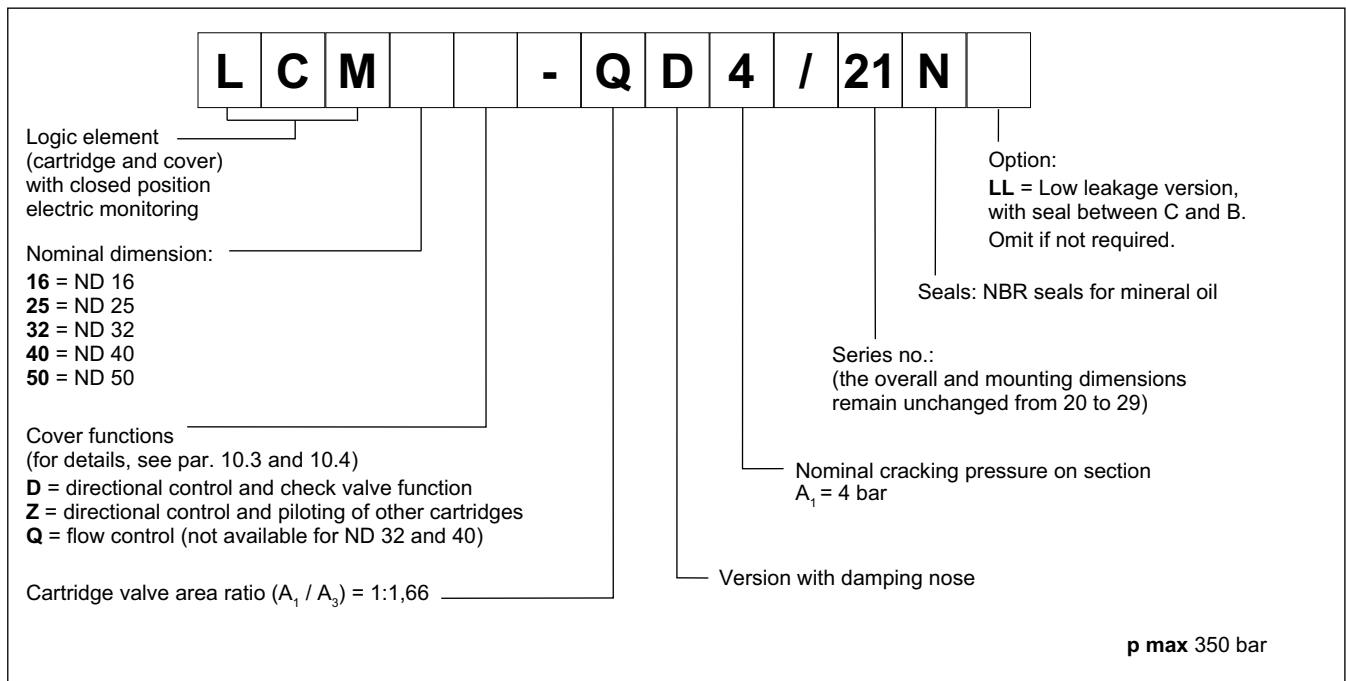 L C M - Q D 4 / 21 N
Logic element
(cartridge and cover)
with closed position
electric monitoring
Nominal dimension:
16 = ND 16
25 = ND 25
32 = ND 32
40 = ND 40
50 = ND 50
Cover functions
(for details, see par. 10.3 and 10.4)
D = directional control and check valve function
Z = directional control and piloting of other cartridges
Q = flow control (not available for ND 32 and 40)
Cartridge valve area ratio (A1 / A3) = 1:1,66
Option:
LL = Low leakage version,
with seal between C and B.
Omit if not required.
Seals: NBR seals for mineral oil
Series no.:
(the overall and mounting dimensions
remain unchanged from 20 to 29)
Nominal cracking pressure on section
A1 = 4 bar
Version with damping nose
p max 350 bar